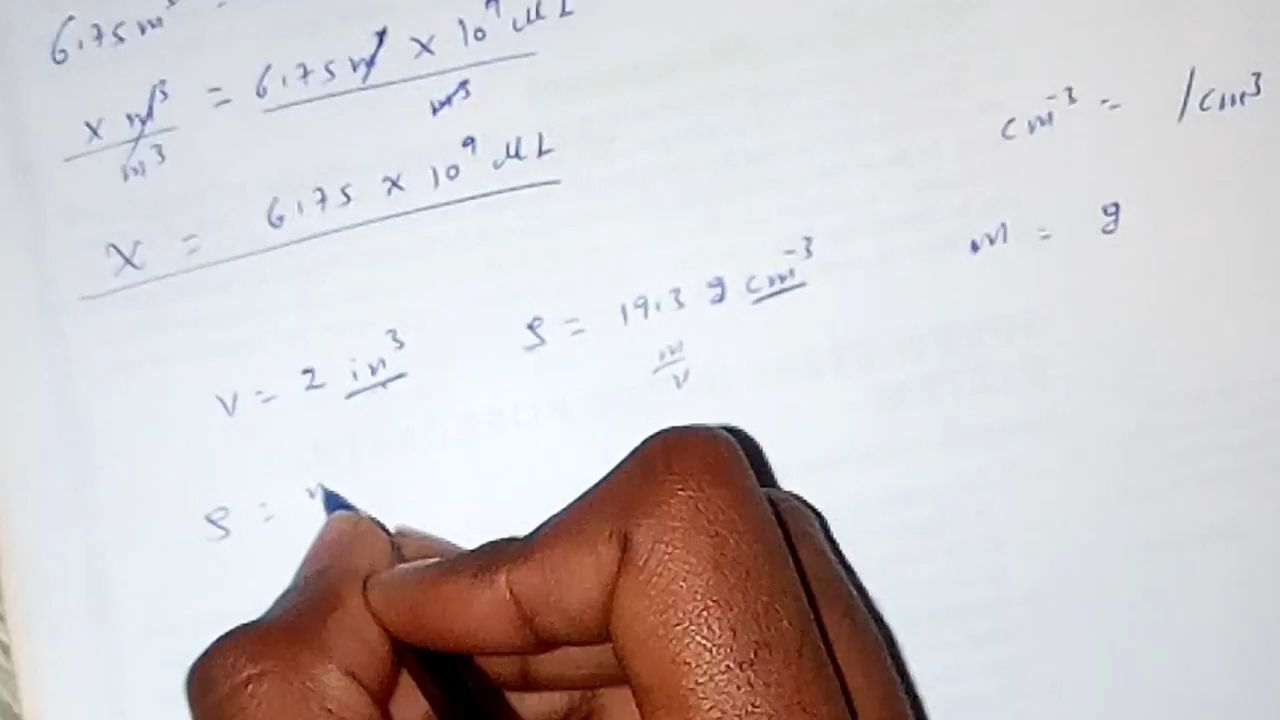 6.75 m³
x m³ / m³ = 6.75 m³ × 10⁹ µL / m³
x = 6.75 × 10⁹ µL
cm⁻³ = /cm³
m = g
V = 2 in³
ρ = 19.3 g cm⁻³
m / V
ρ =